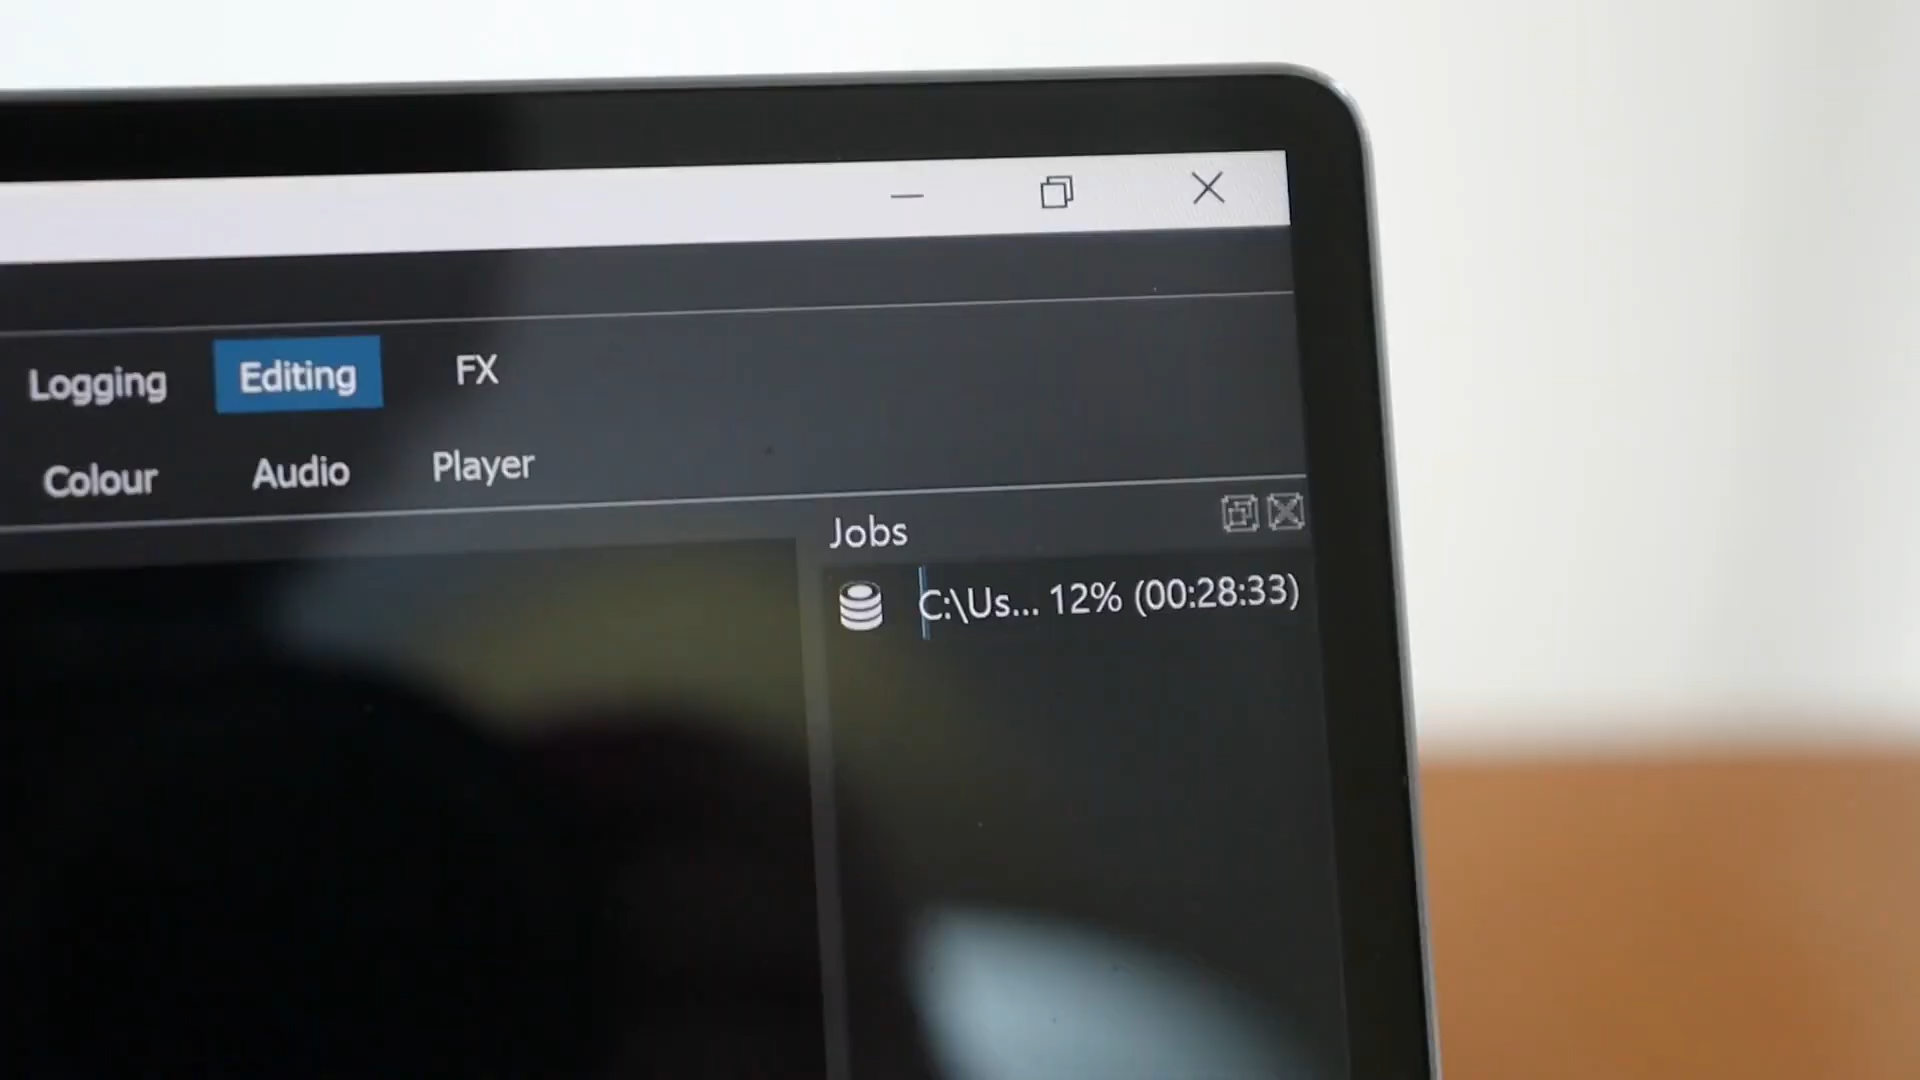 Logging Editing FX
Colour Audio Player
Jobs
C:\Us... 12% (00:28:33)